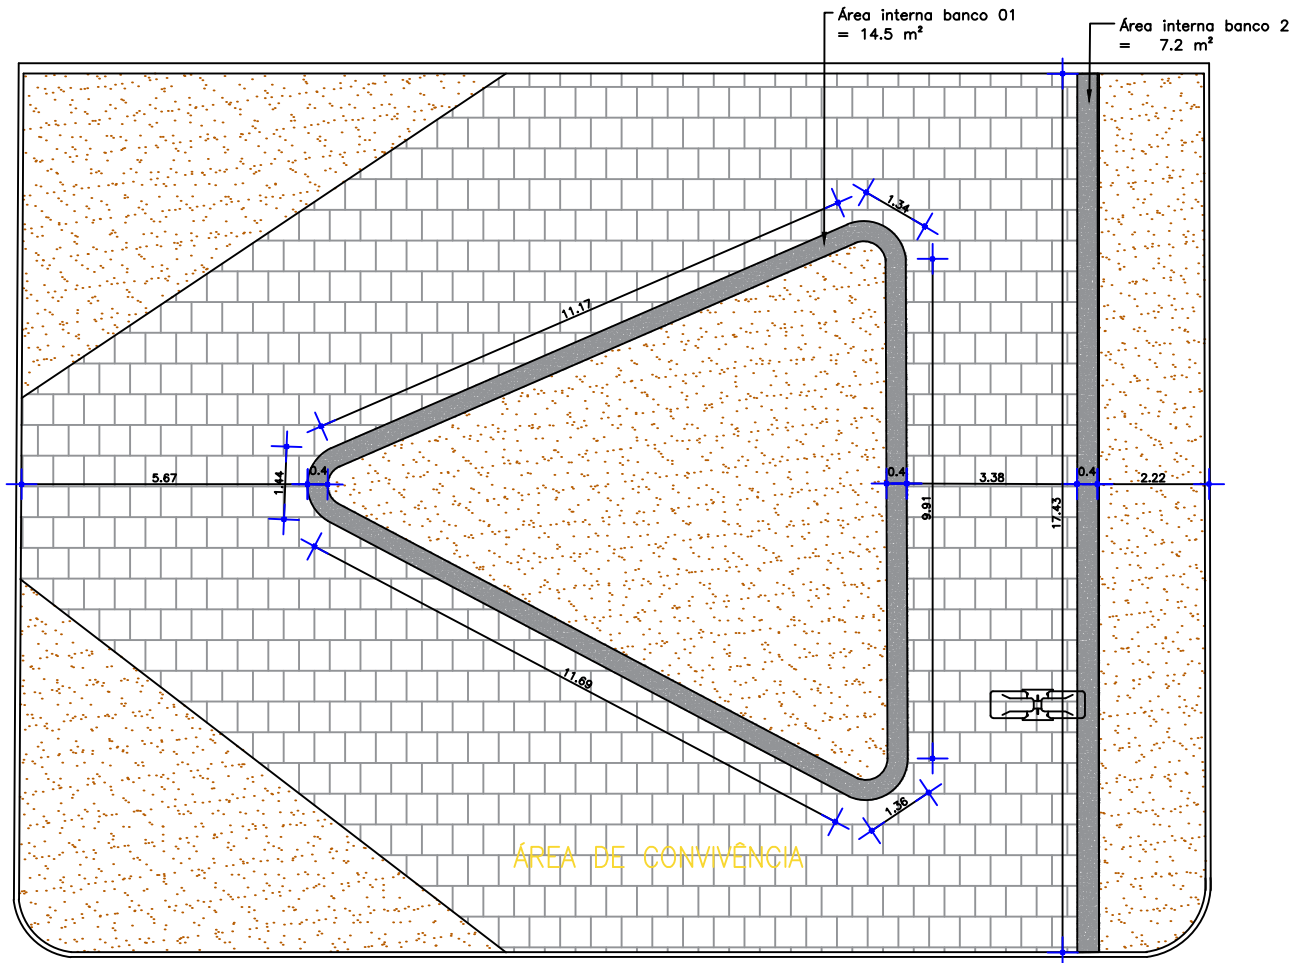 Área interna banco 01
= 14.5 m²
Área interna banco 2
= 7.2 m²
1.34
11.17
5.67
1.44
0.4
0.4
9.91
3.38
17.43
0.4
2.22
11.69
1.36
ÁREA DE CONVIVÊNCIA